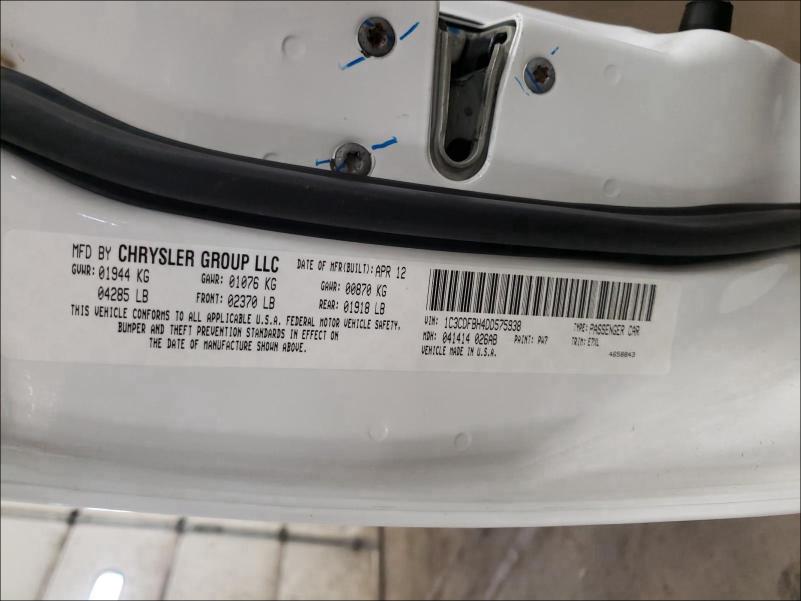 MFD BY CHRYSLER GROUP LLC
DATE OF MFR(BUILT): APR 12
GVWR: 01944 KG GAWR: 01076 KG GAWR: 00870 KG
04285 LB FRONT: 02370 LB REAR: 01918 LB
THIS VEHICLE CONFORMS TO ALL APPLICABLE U.S.A. FEDERAL MOTOR VEHICLE SAFETY,
BUMPER AND THEFT PREVENTION STANDARDS IN EFFECT ON
THE DATE OF MANUFACTURE SHOWN ABOVE.
VIN: 1C3CDFBH4DD575938 TYPE: PASSENGER CAR
MDH: 041414 026AB PAINT: PW7 TRIM: E7XL
VEHICLE MADE IN U.S.A.
4658843